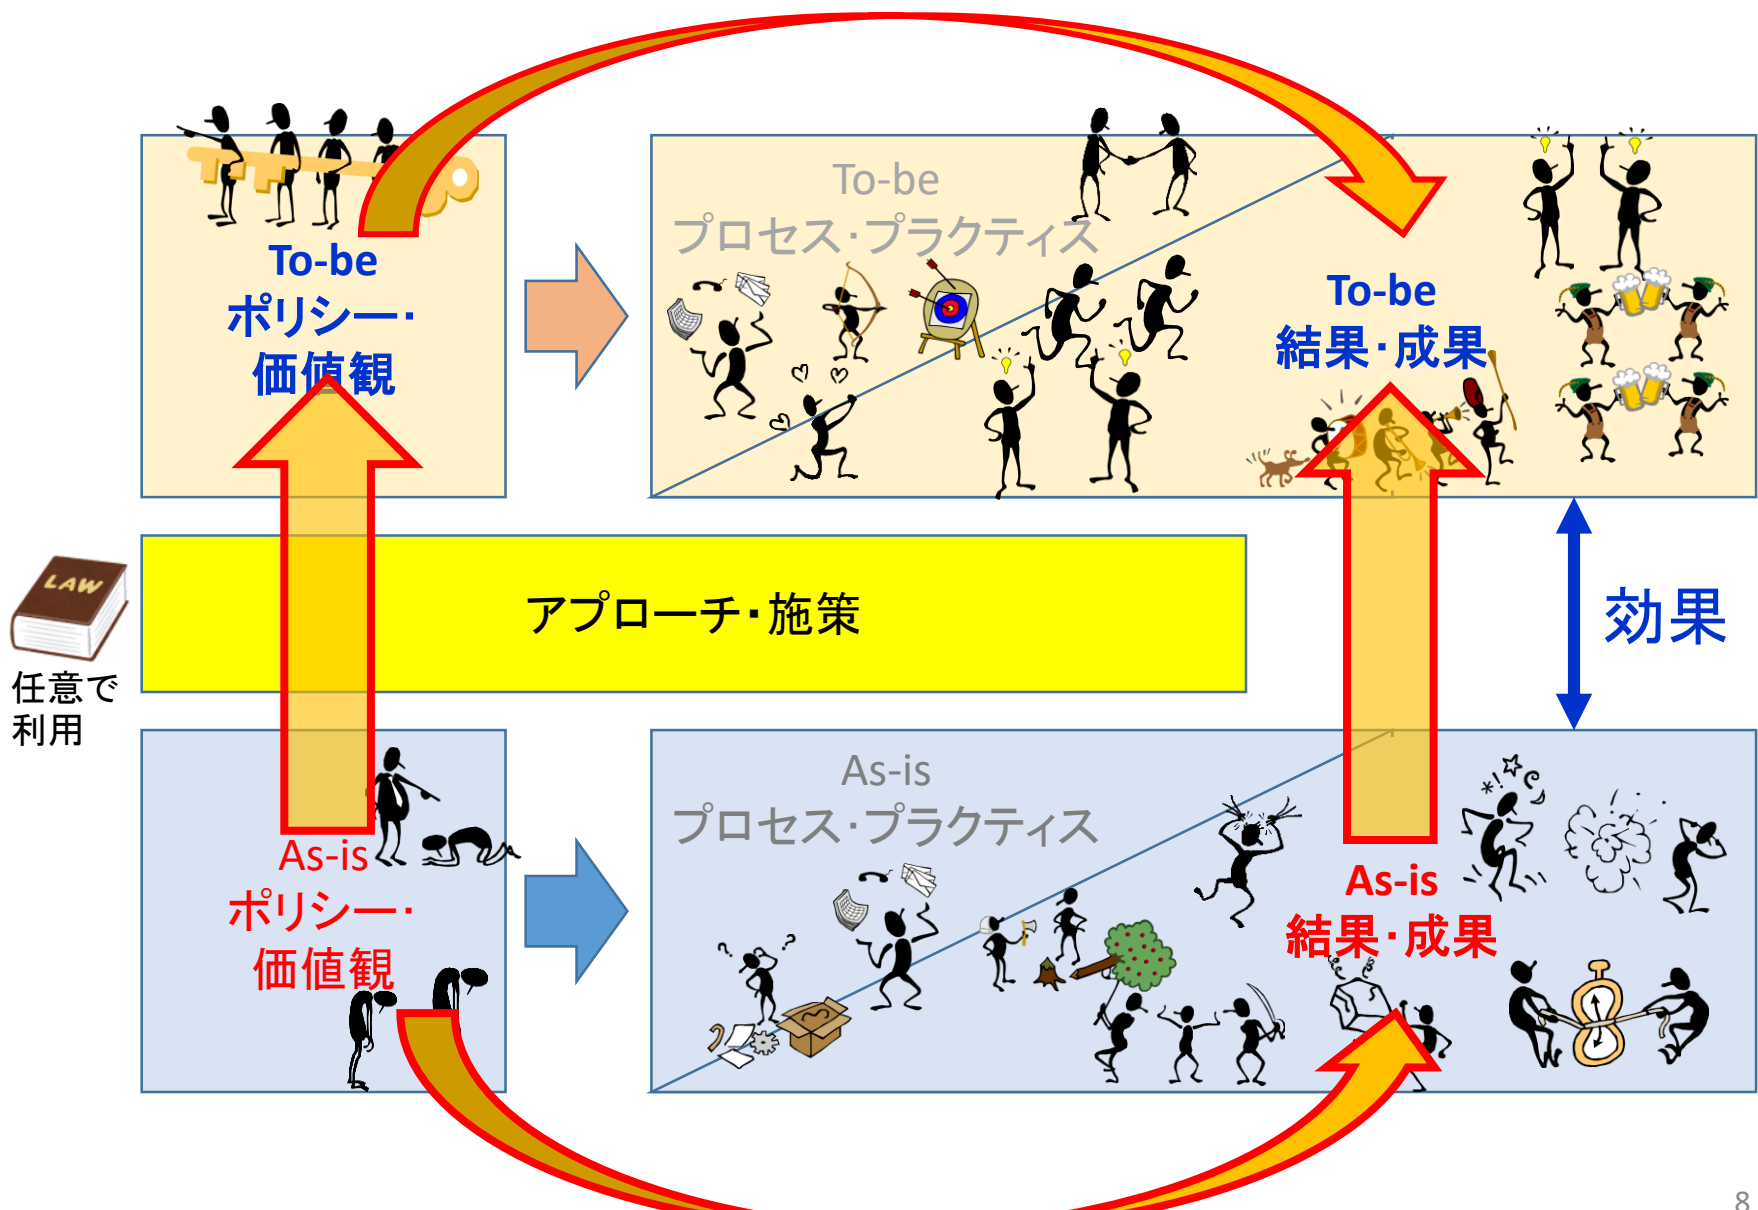 To-be
ポリシー・
価値観
To-be
プロセス・プラクティス
To-be
結果・成果
LAW
任意で
利用
アプローチ・施策
効果
As-is
ポリシー・
価値観
As-is
プロセス・プラクティス
As-is
結果・成果
8